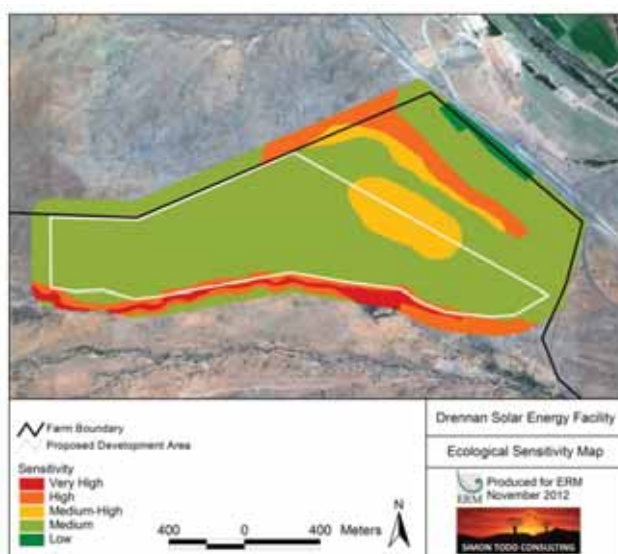 Farm Boundary
Proposed Development Area
Sensitivity
Very High
High
Medium-High
Medium
Low
400 0 400 Meters
N
Drennan Solar Energy Facility
Ecological Sensitivity Map
ERM
Produced for ERM
November 2012
SIMON TODD CONSULTING